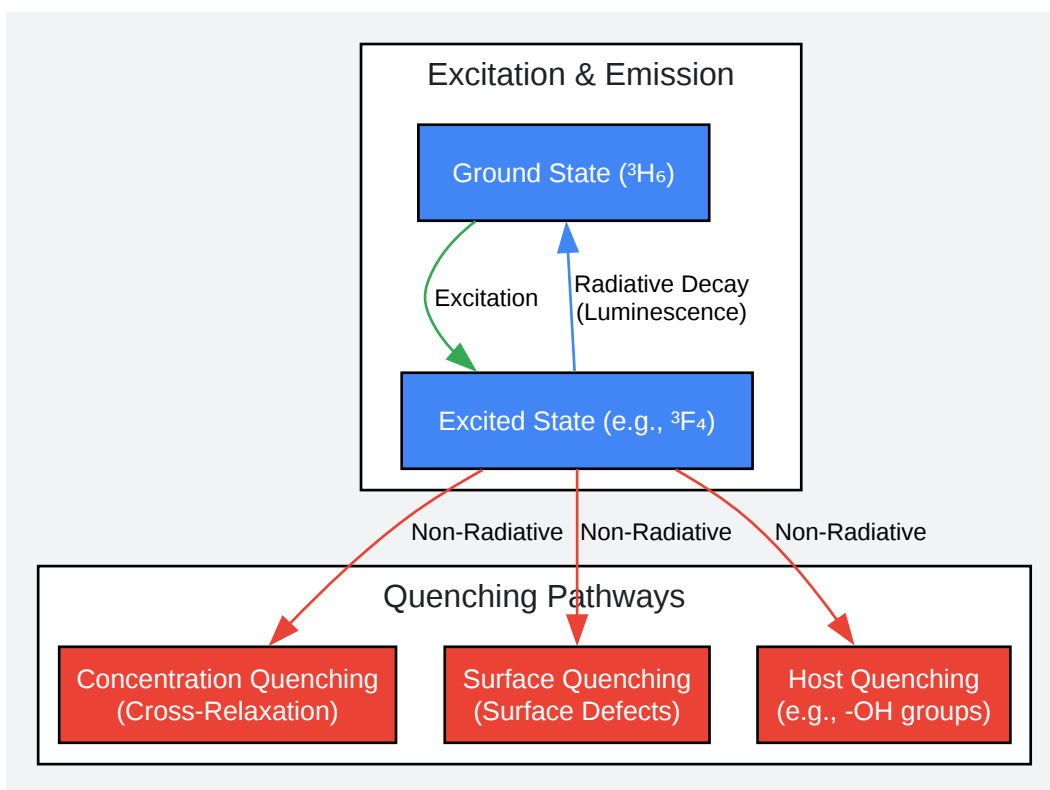 Excitation & Emission
Ground State (³H₆)
Excitation
Radiative Decay
(Luminescence)
Excited State (e.g., ³F₄)
Non-Radiative
Non-Radiative
Non-Radiative
Quenching Pathways
Concentration Quenching
(Cross-Relaxation)
Surface Quenching
(Surface Defects)
Host Quenching
(e.g., -OH groups)